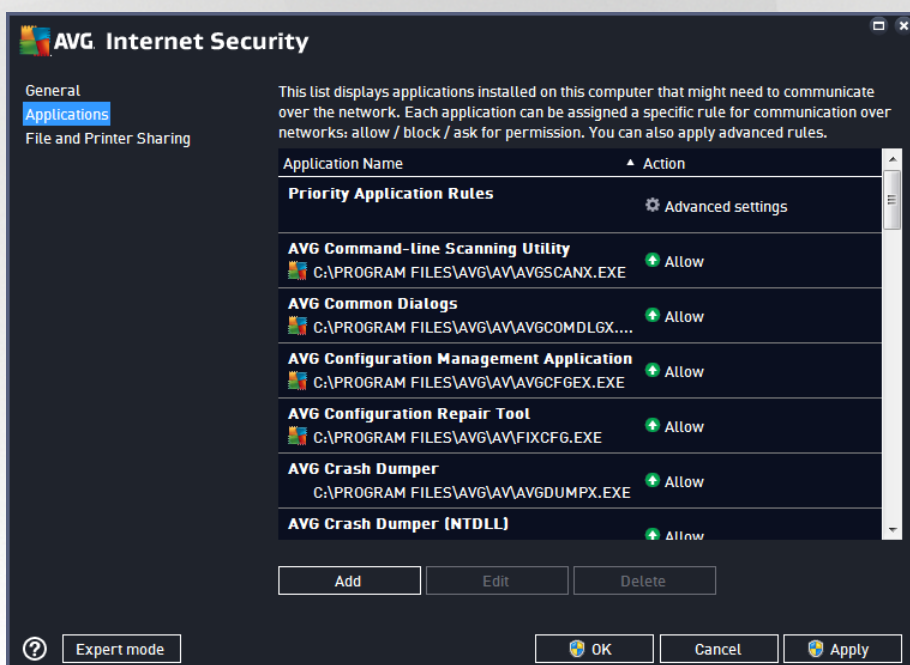 AVG. Internet Security
General
Applications
File and Printer Sharing
This list displays applications installed on this computer that might need to communicate
over the network. Each application can be assigned a specific rule for communication over
networks: allow / block / ask for permission. You can also apply advanced rules.
Application Name Action
Priority Application Rules
Advanced settings
AVG Command-line Scanning Utility
C:\PROGRAM FILES\AVG\AV\AVGSCANX.EXE
Allow
AVG Common Dialogs
C:\PROGRAM FILES\AVG\AV\AVGCOMDLGX....
Allow
AVG Configuration Management Application
C:\PROGRAM FILES\AVG\AV\AVGCFGEX.EXE
Allow
AVG Configuration Repair Tool
C:\PROGRAM FILES\AVG\AV\FIXCFG.EXE
Allow
AVG Crash Dumper
C:\PROGRAM FILES\AVG\AV\AVGDUMPX.EXE
Allow
AVG Crash Dumper (NTDLL)
Allow
Add Edit Delete
? Expert mode OK Cancel Apply